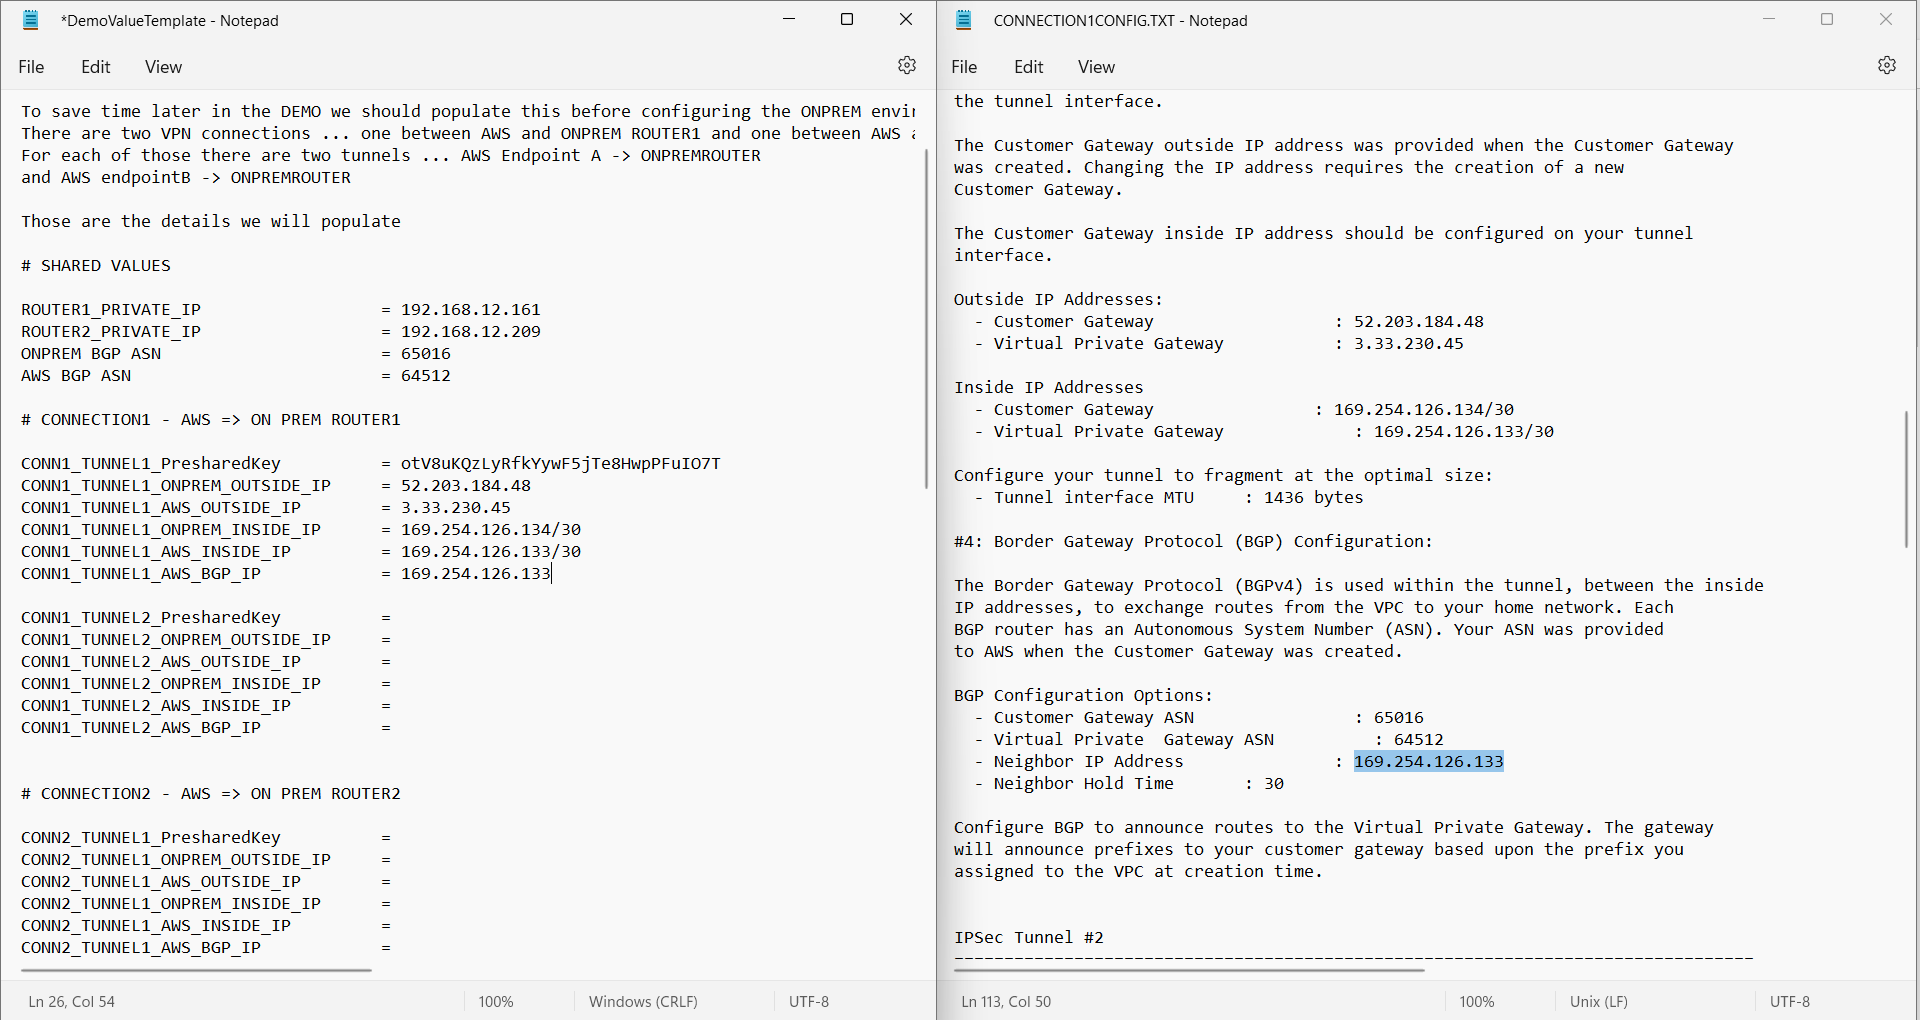 *DemoValueTemplate - Notepad
File Edit View
To save time later in the DEMO we should populate this before configuring the ONPREM
There are two VPN connections ... one between AWS and ONPREM ROUTER1 and one between AWS
For each of those there are two tunnels ... AWS Endpoint A -> ONPREMROUTER
and AWS endpointB -> ONPREMROUTER
Those are the details we will populate
# SHARED VALUES
ROUTER1_PRIVATE_IP = 192.168.12.161
ROUTER2_PRIVATE_IP = 192.168.12.209
ONPREM BGP ASN = 65016
AWS BGP ASN = 64512
# CONNECTION1 - AWS => ON PREM ROUTER1
CONN1_TUNNEL1_PresharedKey = otV8uKQzLyRfkYywF5jTe8HwpPFuIO7T
CONN1_TUNNEL1_ONPREM_OUTSIDE_IP = 52.203.184.48
CONN1_TUNNEL1_AWS_OUTSIDE_IP = 3.33.230.45
CONN1_TUNNEL1_ONPREM_INSIDE_IP = 169.254.126.134/30
CONN1_TUNNEL1_AWS_INSIDE_IP = 169.254.126.133/30
CONN1_TUNNEL1_AWS_BGP_IP = 169.254.126.133
CONN1_TUNNEL2_PresharedKey =
CONN1_TUNNEL2_ONPREM_OUTSIDE_IP =
CONN1_TUNNEL2_AWS_OUTSIDE_IP =
CONN1_TUNNEL2_ONPREM_INSIDE_IP =
CONN1_TUNNEL2_AWS_INSIDE_IP =
CONN1_TUNNEL2_AWS_BGP_IP =
# CONNECTION2 - AWS => ON PREM ROUTER2
CONN2_TUNNEL1_PresharedKey =
CONN2_TUNNEL1_ONPREM_OUTSIDE_IP =
CONN2_TUNNEL1_AWS_OUTSIDE_IP =
CONN2_TUNNEL1_ONPREM_INSIDE_IP =
CONN2_TUNNEL1_AWS_INSIDE_IP =
CONN2_TUNNEL1_AWS_BGP_IP =
Ln 26, Col 54 100% Windows (CRLF) UTF-8
CONNECTION1CONFIG.TXT - Notepad
File Edit View
the tunnel interface.
The Customer Gateway outside IP address was provided when the Customer Gateway
was created. Changing the IP address requires the creation of a new
Customer Gateway.
The Customer Gateway inside IP address should be configured on your tunnel
interface.
Outside IP Addresses:
- Customer Gateway : 52.203.184.48
- Virtual Private Gateway : 3.33.230.45
Inside IP Addresses
- Customer Gateway : 169.254.126.134/30
- Virtual Private Gateway : 169.254.126.133/30
Configure your tunnel to fragment at the optimal size:
- Tunnel interface MTU : 1436 bytes
#4: Border Gateway Protocol (BGP) Configuration:
The Border Gateway Protocol (BGPv4) is used within the tunnel, between the inside
IP addresses, to exchange routes from the VPC to your home network. Each
BGP router has an Autonomous System Number (ASN). Your ASN was provided
to AWS when the Customer Gateway was created.
BGP Configuration Options:
- Customer Gateway ASN : 65016
- Virtual Private  Gateway ASN : 64512
- Neighbor IP Address : 169.254.126.133
- Neighbor Hold Time : 30
Configure BGP to announce routes to the Virtual Private Gateway. The gateway
will announce prefixes to your customer gateway based upon the prefix you
assigned to the VPC at creation time.
IPSec Tunnel #2
--------------------------------------------------------------------------------
Ln 113, Col 50 100% Unix (LF) UTF-8